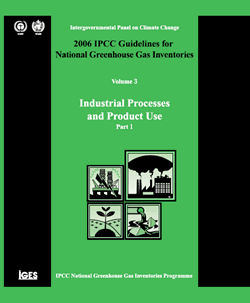 Intergovernmental Panel on Climate Change
2006 IPCC Guidelines for
National Greenhouse Gas Inventories
Volume 3
Industrial Processes
and Product Use
Part 1
IGES
IPCC National Greenhouse Gas Inventories Programme